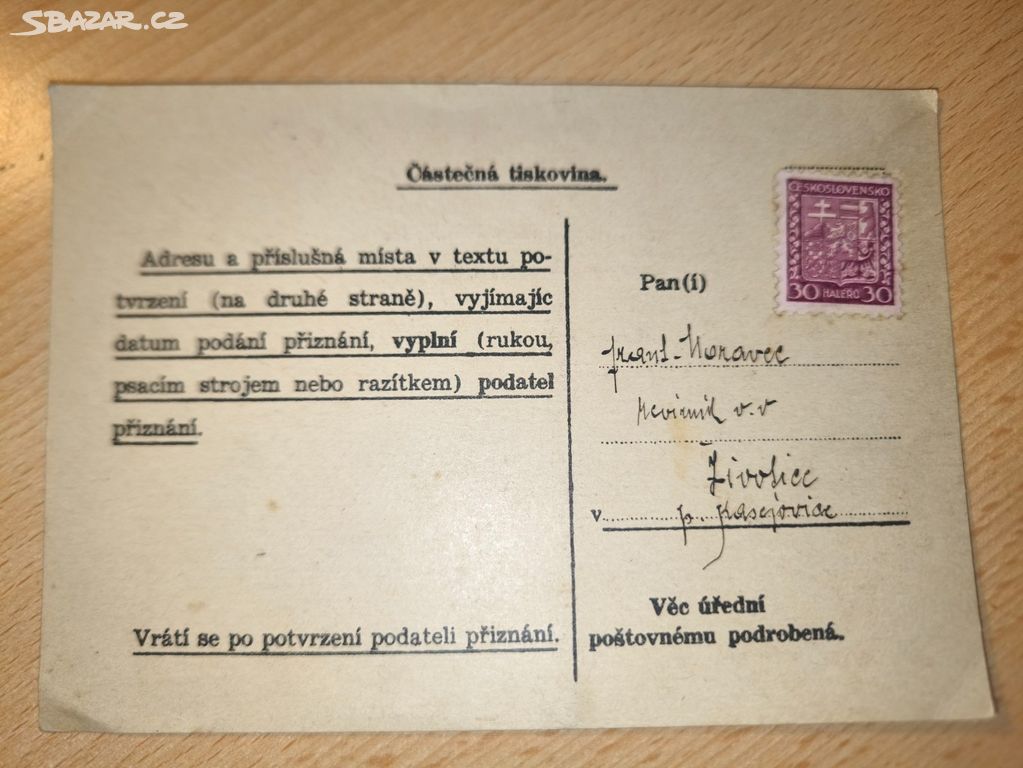 SBAZAR.CZ
Částečná tiskovina.
Adresu a příslušná místa v textu po-
tvrzení (na druhé straně), vyjímajíc
datum podání přiznání, vyplní (rukou,
psacím strojem nebo razítkem) podatel
přiznání.
Vrátí se po potvrzení podateli přiznání.
ČESKOSLOVENSKO
30 HALÉŘŮ 30
Pan(í)
Frant. Moravec
v.v
Životice
v p. Kasejovice
Věc úřední
poštovnému podrobená.